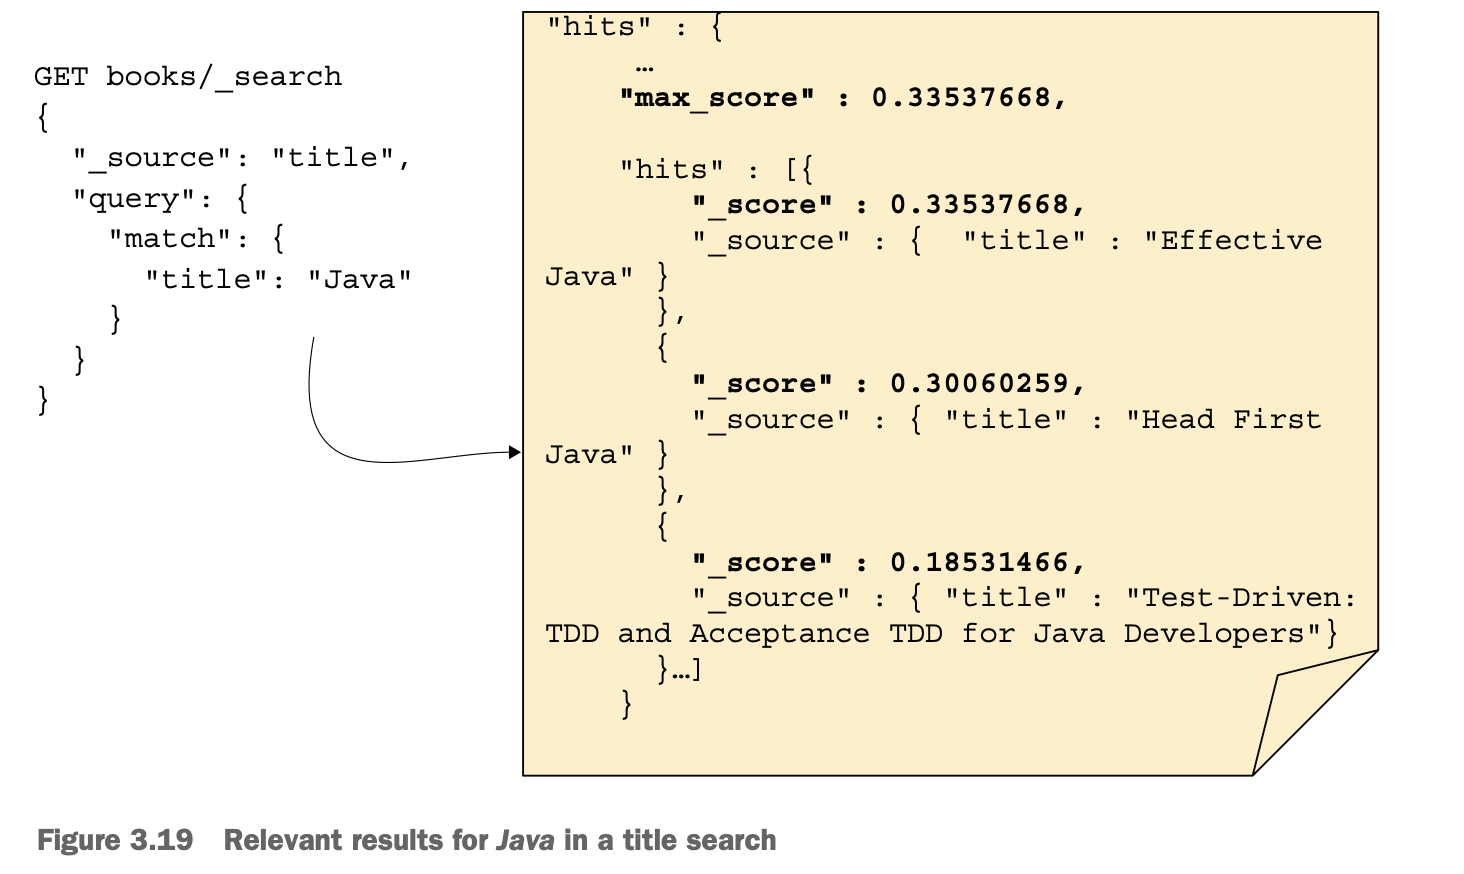 GET books/_search
{
  "_source": "title",
  "query": {
    "match": {
      "title": "Java"
    }
  }
}
"hits" : {
     …
    "max_score" : 0.33537668,
    "hits" : [{
        "_score" : 0.33537668,
        "_source" : {  "title" : "Effective
Java" }
      },
      {
        "_score" : 0.30060259,
        "_source" : { "title" : "Head First
Java" }
      },
      {
        "_score" : 0.18531466,
        "_source" : { "title" : "Test-Driven:
TDD and Acceptance TDD for Java Developers"}
      }…]
    }
Figure 3.19 Relevant results for Java in a title search